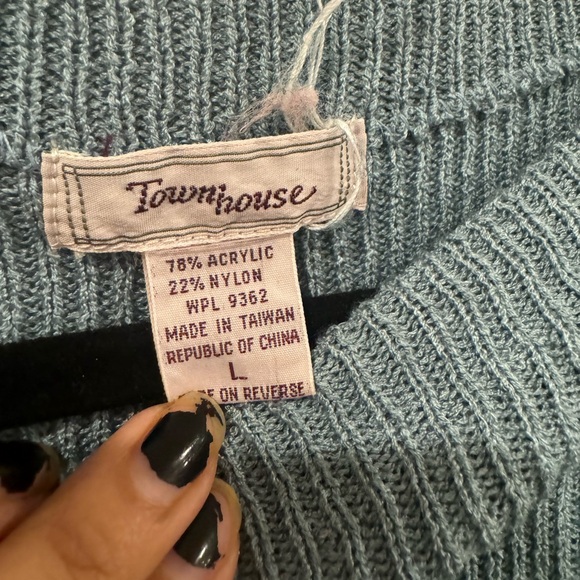 Townhouse
78% ACRYLIC
22% NYLON
WPL 9362
MADE IN TAIWAN
REPUBLIC OF CHINA
L
ON REVERSE